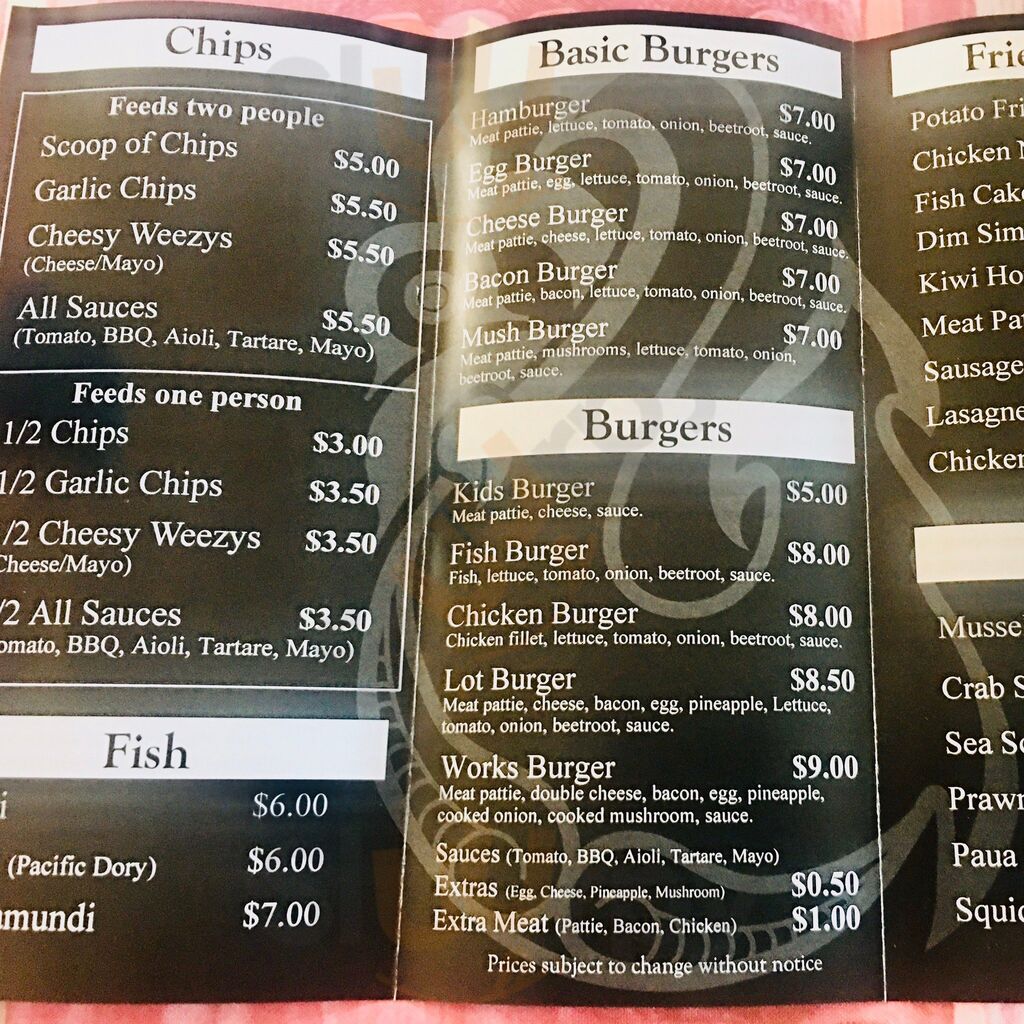 Chips
Feeds two people
Scoop of Chips $5.00
Garlic Chips $5.50
Cheesy Weezys $5.50
(Cheese/Mayo)
All Sauces $5.50
(Tomato, BBQ, Aioli, Tartare, Mayo)
Feeds one person
1/2 Chips $3.00
1/2 Garlic Chips $3.50
/2 Cheesy Weezys $3.50
Cheese/Mayo)
/2 All Sauces $3.50
omato, BBQ, Aioli, Tartare, Mayo)
Fish
i $6.00
(Pacific Dory) $6.00
mundi $7.00
Basic Burgers
Hamburger $7.00
Meat pattie, lettuce, tomato, onion, beetroot, sauce.
Egg Burger $7.00
Meat pattie, egg, lettuce, tomato, onion, beetroot, sauce.
Cheese Burger $7.00
Meat pattie, cheese, lettuce, tomato, onion, beetroot, sauce.
Bacon Burger $7.00
Meat pattie, bacon, lettuce, tomato, onion, beetroot, sauce.
Mush Burger $7.00
Meat pattie, mushrooms, lettuce, tomato, onion,
beetroot, sauce.
Burgers
Kids Burger $5.00
Meat pattie, cheese, sauce.
Fish Burger $8.00
Fish, lettuce, tomato, onion, beetroot, sauce.
Chicken Burger $8.00
Chicken fillet, lettuce, tomato, onion, beetroot, sauce.
Lot Burger $8.50
Meat pattie, cheese, bacon, egg, pineapple, Lettuce,
tomato, onion, beetroot, sauce.
Works Burger $9.00
Meat pattie, double cheese, bacon, egg, pineapple,
cooked onion, cooked mushroom, sauce.
Sauces (Tomato, BBQ, Aioli, Tartare, Mayo)
Extras (Egg, Cheese, Pineapple, Mushroom) $0.50
Extra Meat (Pattie, Bacon, Chicken) $1.00
Prices subject to change without notice
Frie
Potato Fri
Chicken N
Fish Cake
Dim Sim
Kiwi Ho
Meat Pa
Sausage
Lasagne
Chicken
Musse
Crab S
Sea Sc
Prawn
Paua
Squid